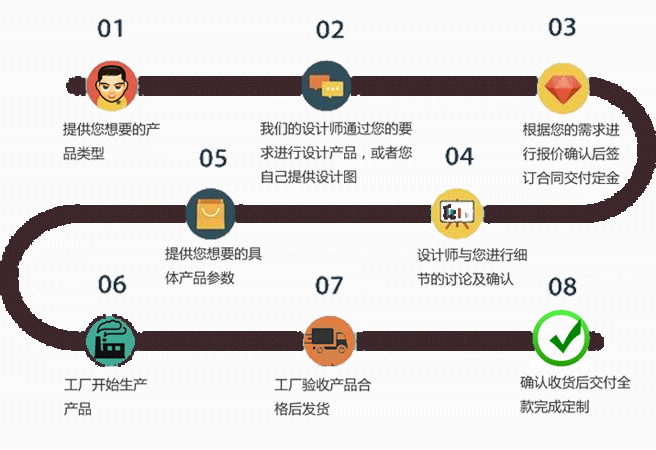 01
提供您想要的产
品类型
02
我们的设计师通过您的要
求进行设计产品，或者您
自己提供设计图
03
根据您的需求进
行报价确认后签
订合同交付定金
04
设计师与您进行细
节的讨论及确认
05
提供您想要的具
体产品参数
06
工厂开始生产
产品
07
工厂验收产品合
格后发货
08
确认收货后交付全
款完成定制